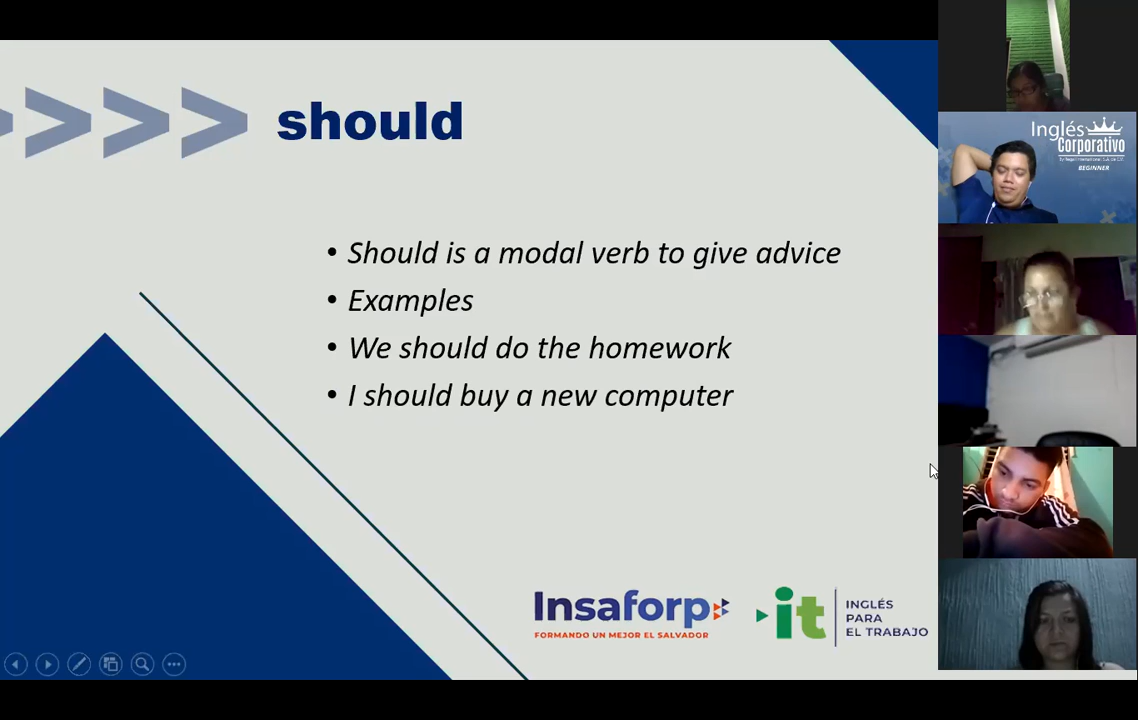 should
• Should is a modal verb to give advice
• Examples
• We should do the homework
• I should buy a new computer
Insaforp
FORMANDO UN MEJOR EL SALVADOR
it
INGLÉS
PARA
EL TRABAJO
Inglés
Corporativo
BEGINNER